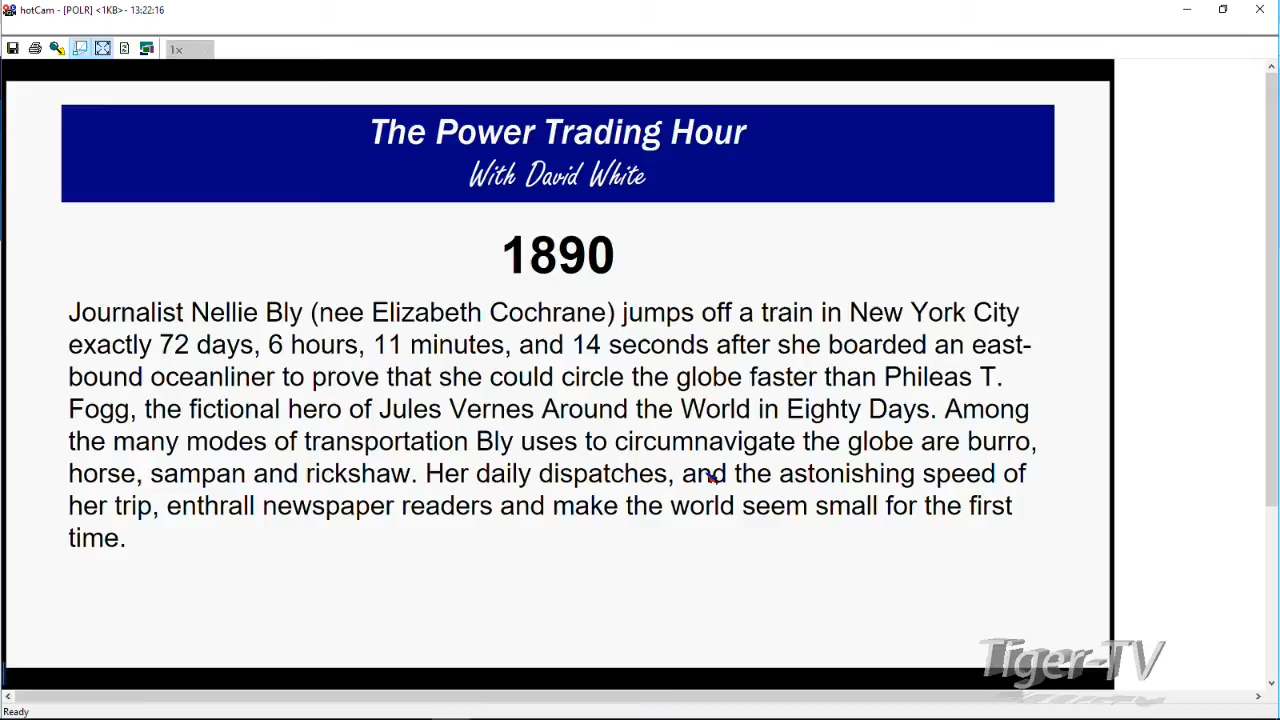 hotCam - [POLR] <1KB> - 13:22:16
1x
The Power Trading Hour
With David White
1890
Journalist Nellie Bly (nee Elizabeth Cochrane) jumps off a train in New York City
exactly 72 days, 6 hours, 11 minutes, and 14 seconds after she boarded an east-
bound oceanliner to prove that she could circle the globe faster than Phileas T.
Fogg, the fictional hero of Jules Vernes Around the World in Eighty Days. Among
the many modes of transportation Bly uses to circumnavigate the globe are burro,
horse, sampan and rickshaw. Her daily dispatches, and the astonishing speed of
her trip, enthrall newspaper readers and make the world seem small for the first
time.
Tiger-TV
Ready